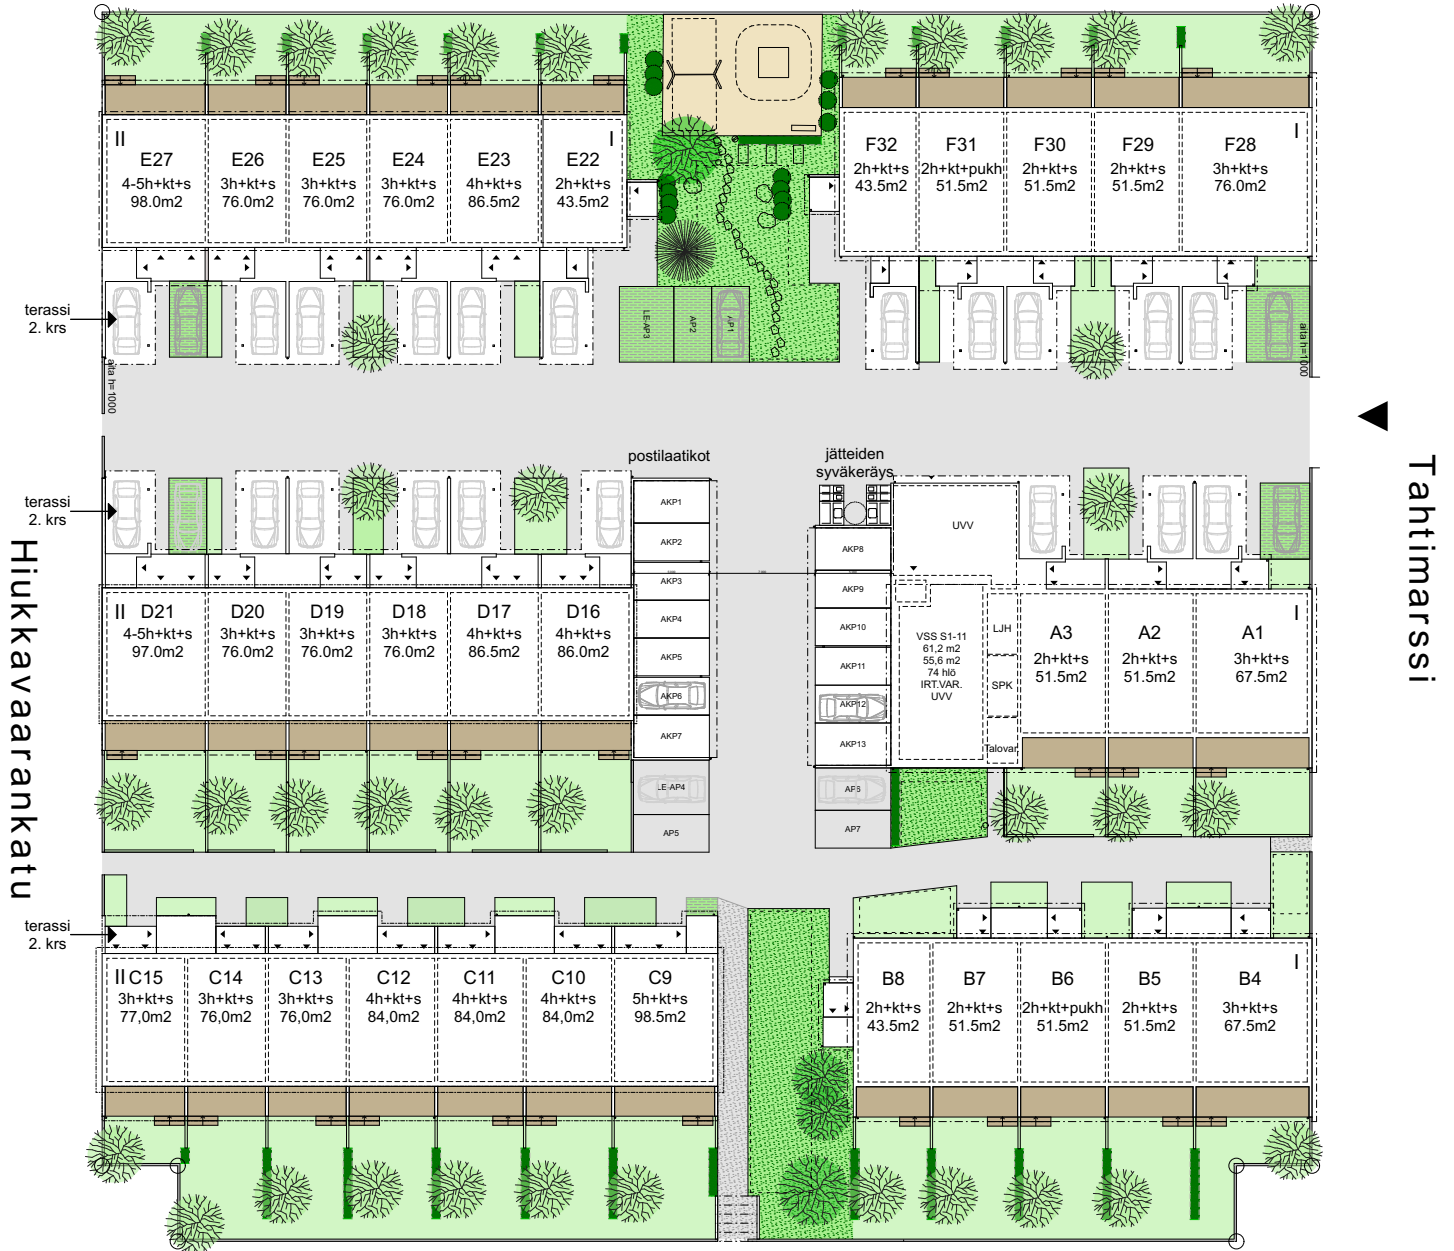 II
E27
4-5h+kt+s
98.0m2
E26
3h+kt+s
76.0m2
E25
3h+kt+s
76.0m2
E24
3h+kt+s
76.0m2
E23
4h+kt+s
86.5m2
I
E22
2h+kt+s
43.5m2
F32
2h+kt+s
43.5m2
F31
2h+kt+pukh
51.5m2
F30
2h+kt+s
51.5m2
F29
2h+kt+s
51.5m2
I
F28
3h+kt+s
76.0m2
terassi
2. krs
aita h=1000
LE-AP3
AP2
AP1
aita h=1000
Tahtimarssi
Hiukkavaarankatu
terassi
2. krs
postilaatikot
jätteiden
syväkeräys
AKP1
AKP2
AKP3
AKP4
AKP5
AKP6
AKP7
LE-AP4
AP5
AKP8
AKP9
AKP10
AKP11
AKP12
AKP13
AP6
AP7
UVV
VSS S1-11
61,2 m2
55,6 m2
74 hlö
IRT.VAR.
UVV
LJH
SPK
Talovar.
II
D21
4-5h+kt+s
97.0m2
D20
3h+kt+s
76.0m2
D19
3h+kt+s
76.0m2
D18
3h+kt+s
76.0m2
D17
4h+kt+s
86.5m2
D16
4h+kt+s
86.0m2
A3
2h+kt+s
51.5m2
A2
2h+kt+s
51.5m2
I
A1
3h+kt+s
67.5m2
terassi
2. krs
II
C15
3h+kt+s
77,0m2
C14
3h+kt+s
76,0m2
C13
3h+kt+s
76,0m2
C12
4h+kt+s
84,0m2
C11
4h+kt+s
84,0m2
C10
4h+kt+s
84,0m2
C9
5h+kt+s
98.5m2
B8
2h+kt+s
43.5m2
B7
2h+kt+s
51.5m2
B6
2h+kt+pukh
51.5m2
B5
2h+kt+s
51.5m2
I
B4
3h+kt+s
67.5m2